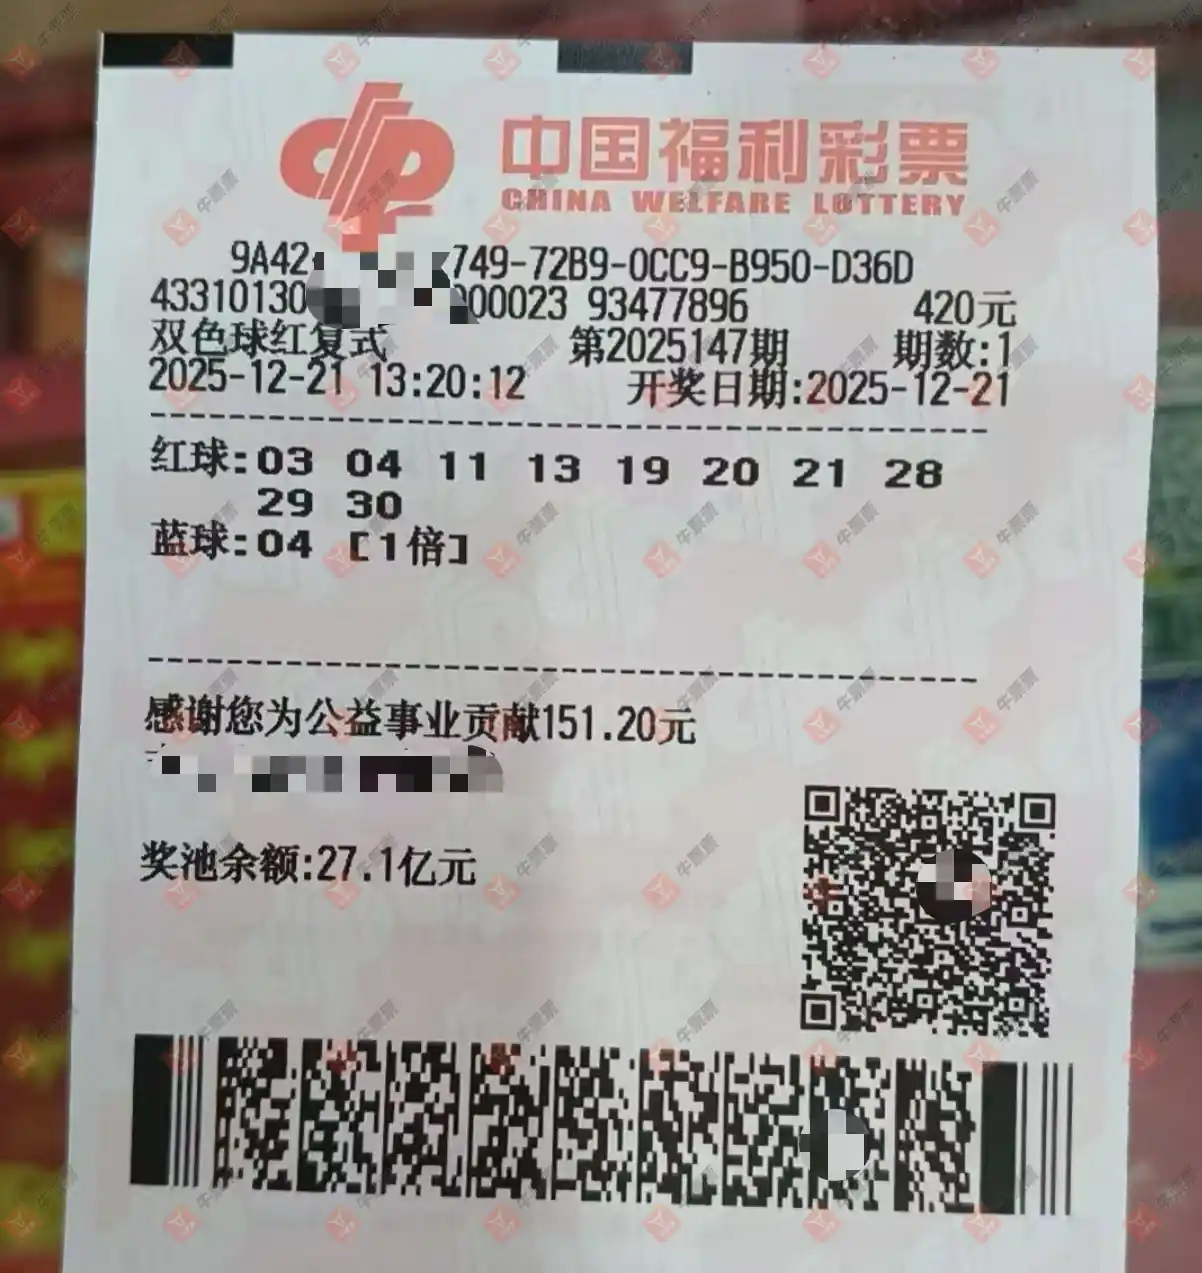 中国福利彩票
CHINA WELFARE LOTTERY
9A42 749-72B9-0CC9-B950-D36D
43310130 000023 93477896 420元
双色球红复式 第2025147期 期数:1
2025-12-21 13:20:12 开奖日期:2025-12-21
红球:03 04 11 13 19 20 21 28
29 30
蓝球:04 [1倍]
感谢您为公益事业贡献151.20元
奖池余额:27.1亿元
牛票票